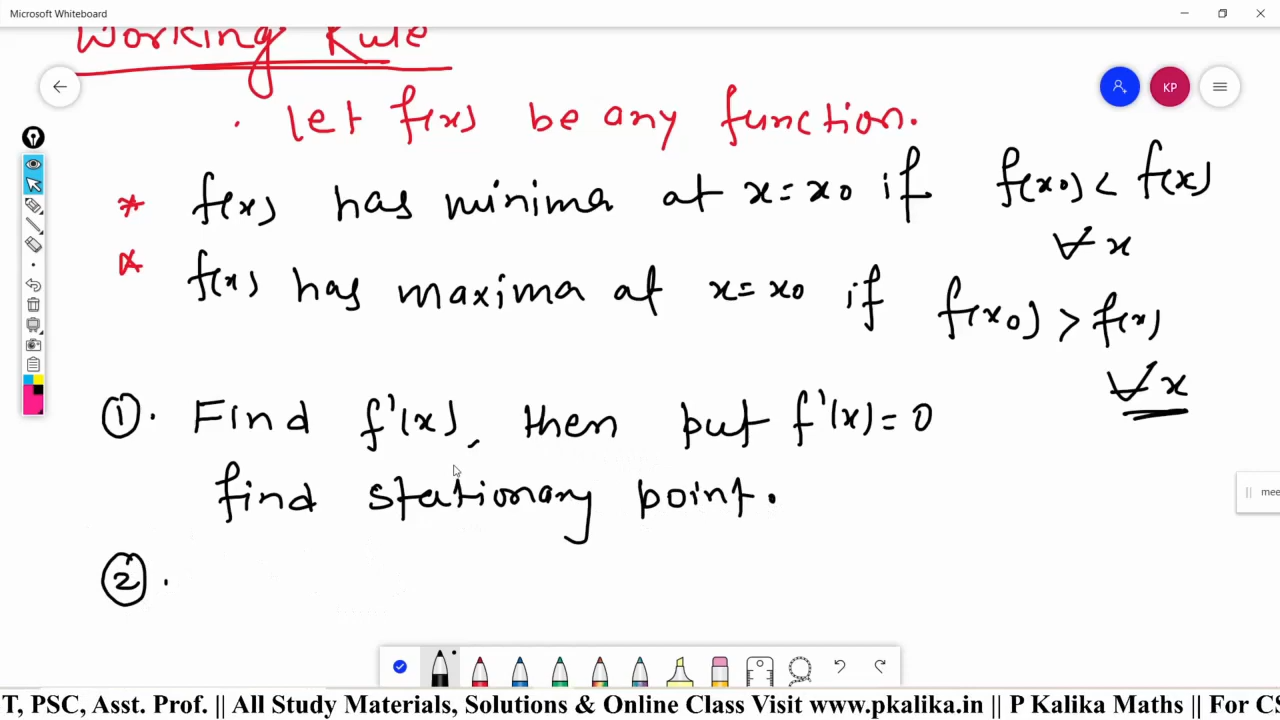 Microsoft Whiteboard
Working Rule
KP
. let f(x) be any function.
* f(x) has minima at x = x0 if f(x0) < f(x)
∀ x
* f(x) has maxima at x = x0 if f(x0) > f(x)
∀ x
①. Find f'(x), then put f'(x) = 0
find stationary point.
mee
②.
T, PSC, Asst. Prof. || All Study Materials, Solutions & Online Class Visit www.pkalika.in || P Kalika Maths || For CS